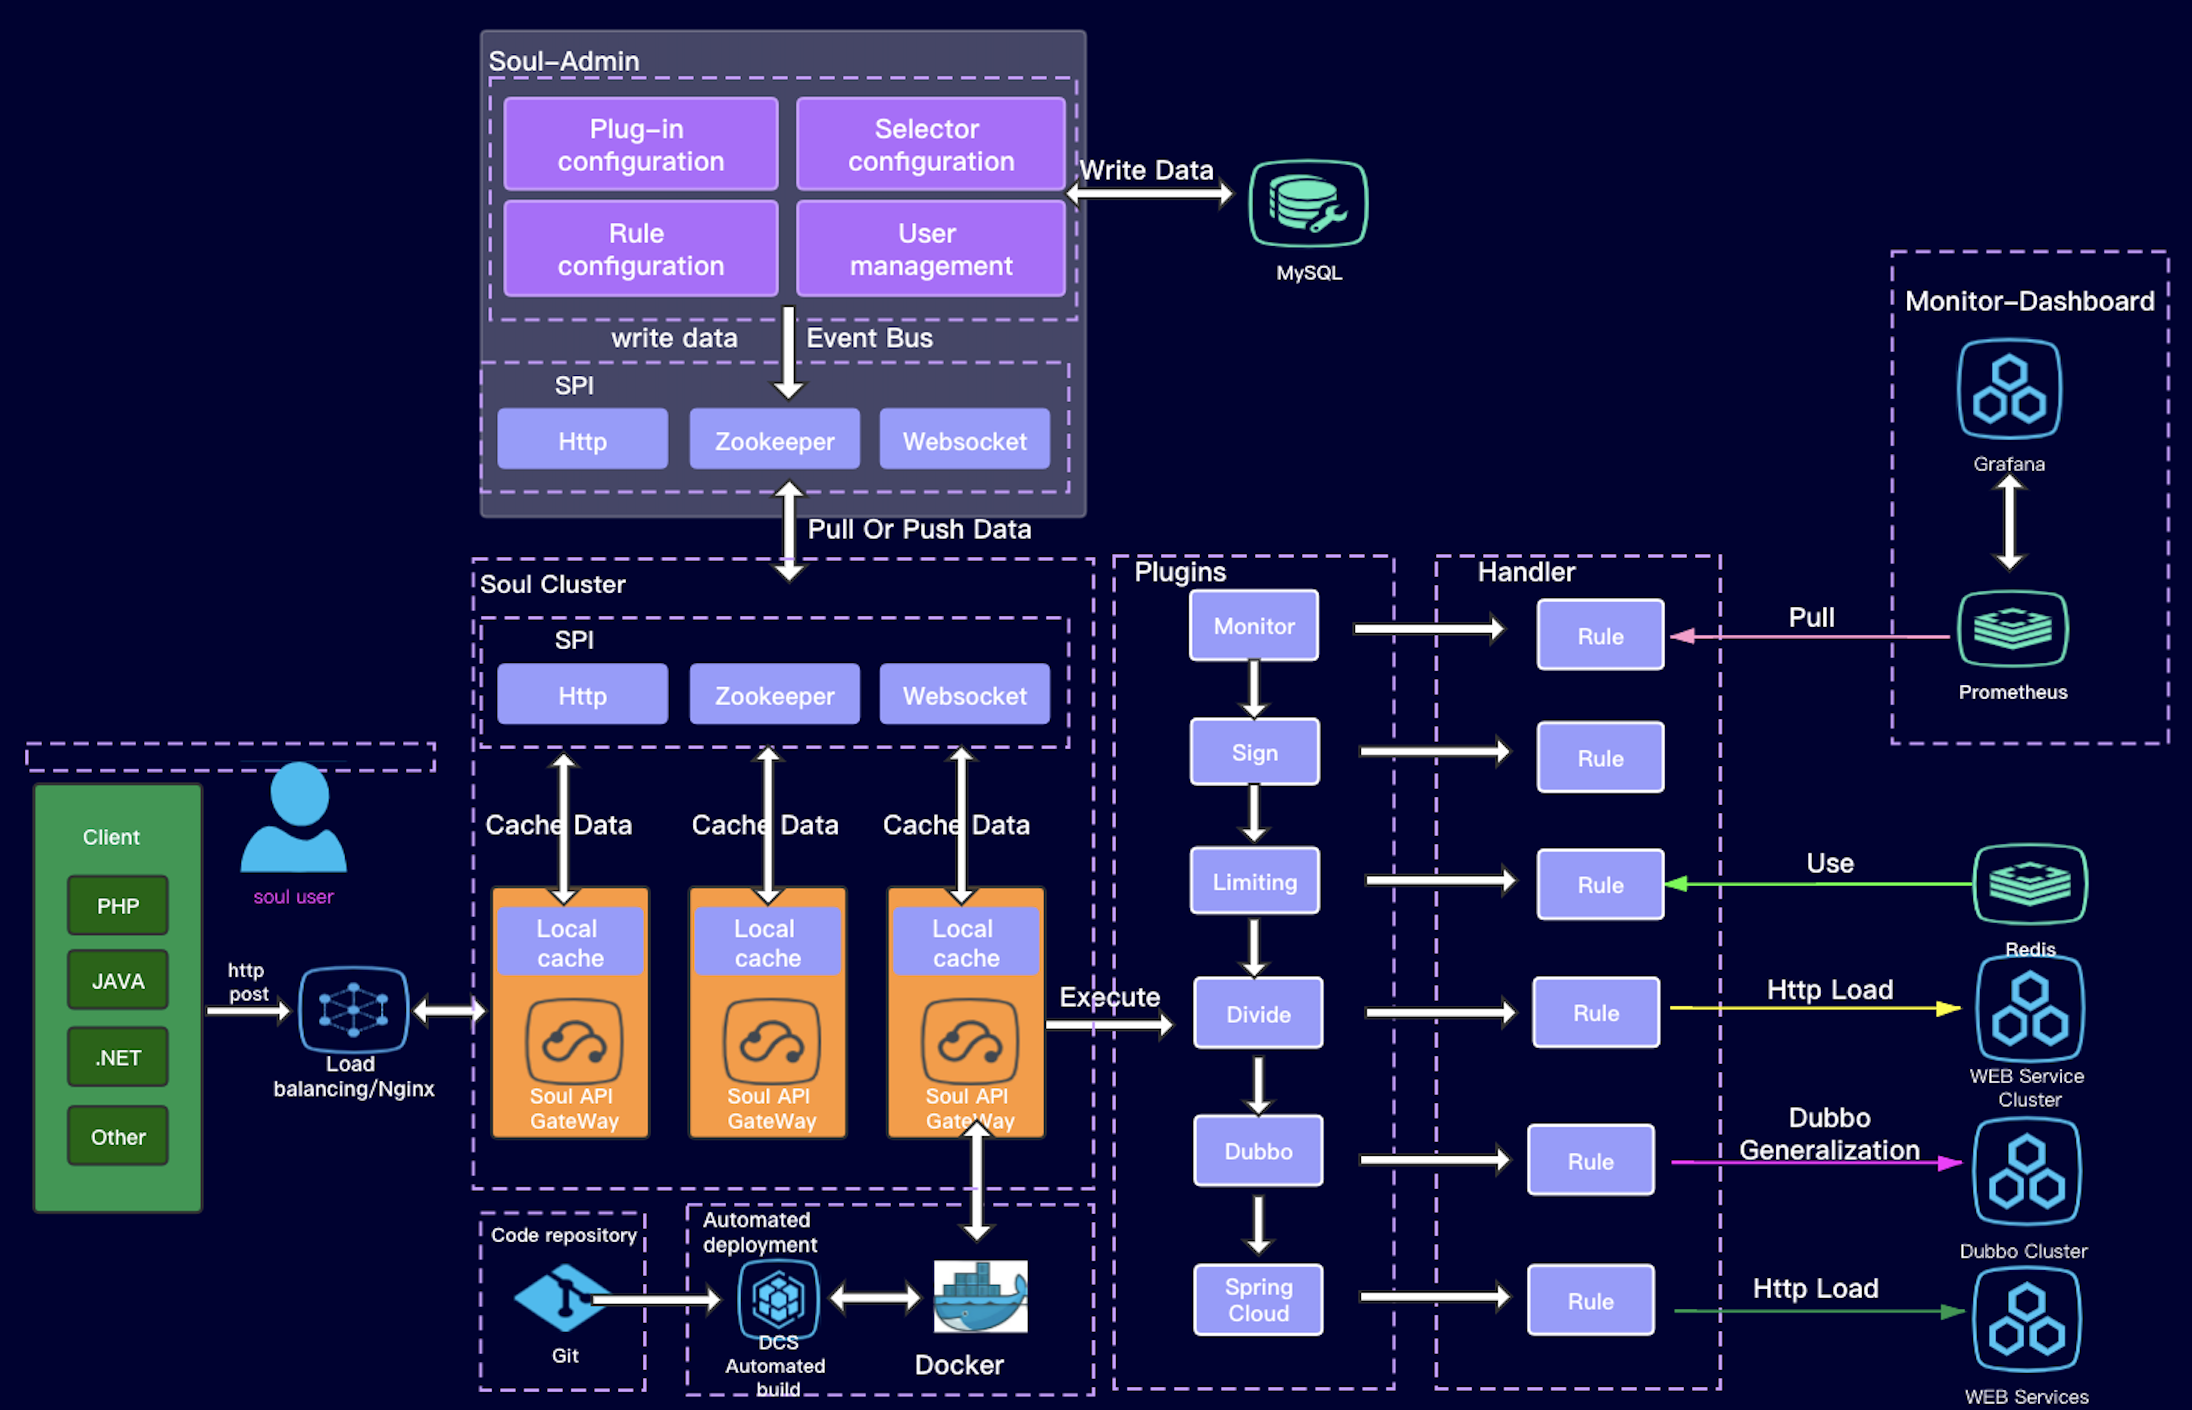 Soul-Admin
Plug-in
configuration
Selector
configuration
Rule
configuration
User
management
Write Data
MySQL
write data
Event Bus
SPI
Http
Zookeeper
Websocket
Pull Or Push Data
Soul Cluster
SPI
Http
Zookeeper
Websocket
Cache Data
Cache Data
Cache Data
Local
cache
Local
cache
Local
cache
Soul API
GateWay
Soul API
GateWay
Soul API
GateWay
Client
PHP
JAVA
.NET
Other
soul user
http
post
Load
balancing/Nginx
Execute
Code repository
Git
Automated
deployment
DCS
Automated
build
Docker
Plugins
Monitor
Sign
Limiting
Divide
Dubbo
Spring
Cloud
Handler
Rule
Rule
Rule
Rule
Rule
Rule
Monitor-Dashboard
Grafana
Pull
Prometheus
Use
Redis
Http Load
WEB Service
Cluster
Dubbo
Generalization
Dubbo Cluster
Http Load
WEB Services